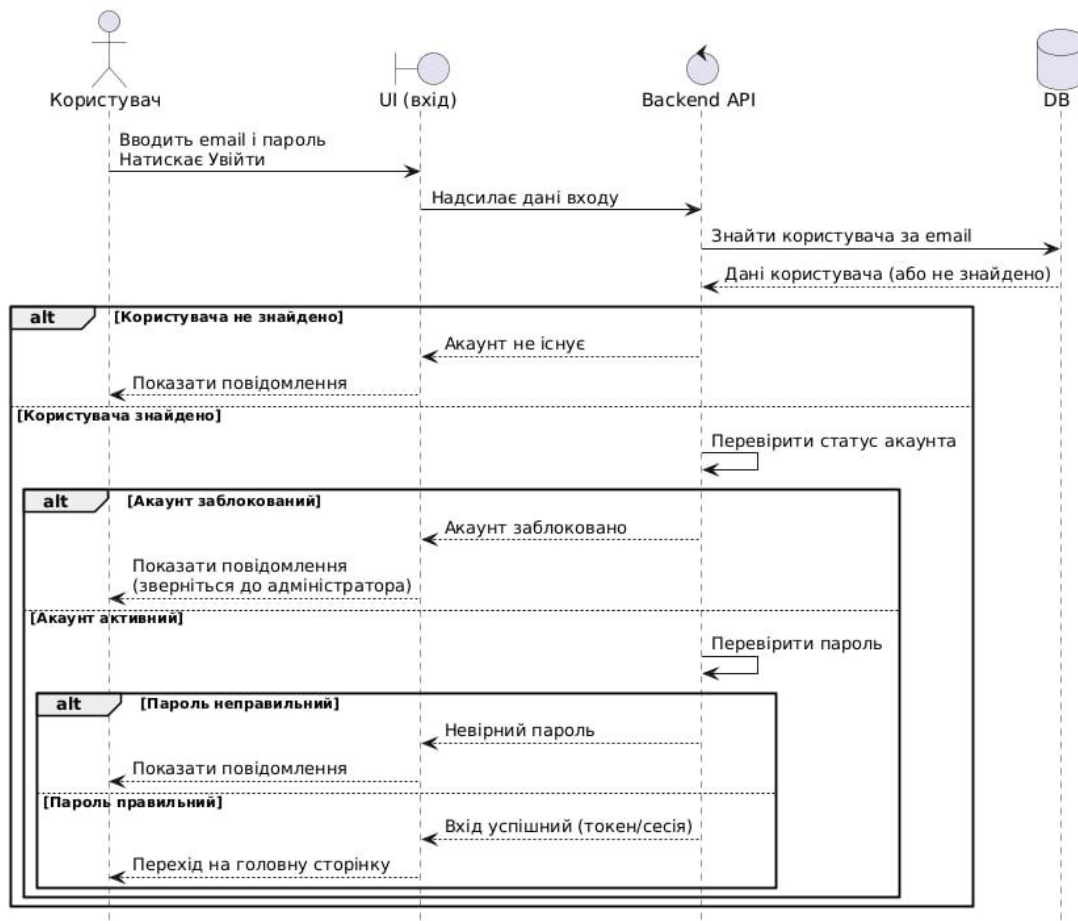 Користувач
UI (вхід)
Backend API
DB
Вводить email і пароль
Натискає Увійти
Надсилає дані входу
Знайти користувача за email
Дані користувача (або не знайдено)
alt [Користувача не знайдено]
Акаунт не існує
Показати повідомлення
[Користувача знайдено]
Перевірити статус акаунта
alt [Акаунт заблокований]
Акаунт заблоковано
Показати повідомлення
(зверніться до адміністратора)
[Акаунт активний]
Перевірити пароль
alt [Пароль неправильний]
Невірний пароль
Показати повідомлення
[Пароль правильний]
Вхід успішний (токен/сесія)
Перехід на головну сторінку